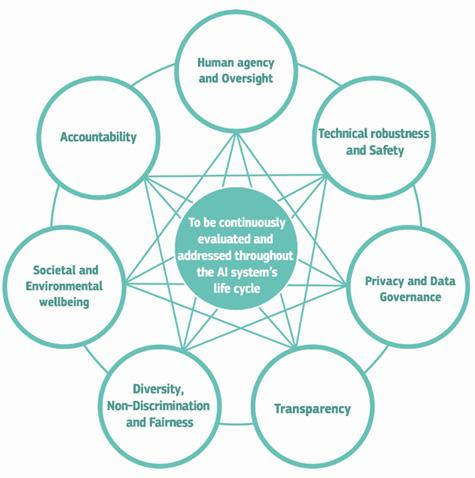 Human agency
and Oversight
Technical robustness
and Safety
Privacy and Data
Governance
Transparency
Diversity,
Non-Discrimination
and Fairness
Societal and
Environmental
wellbeing
Accountability
To be continuously
evaluated and
addressed throughout
the AI system's
life cycle